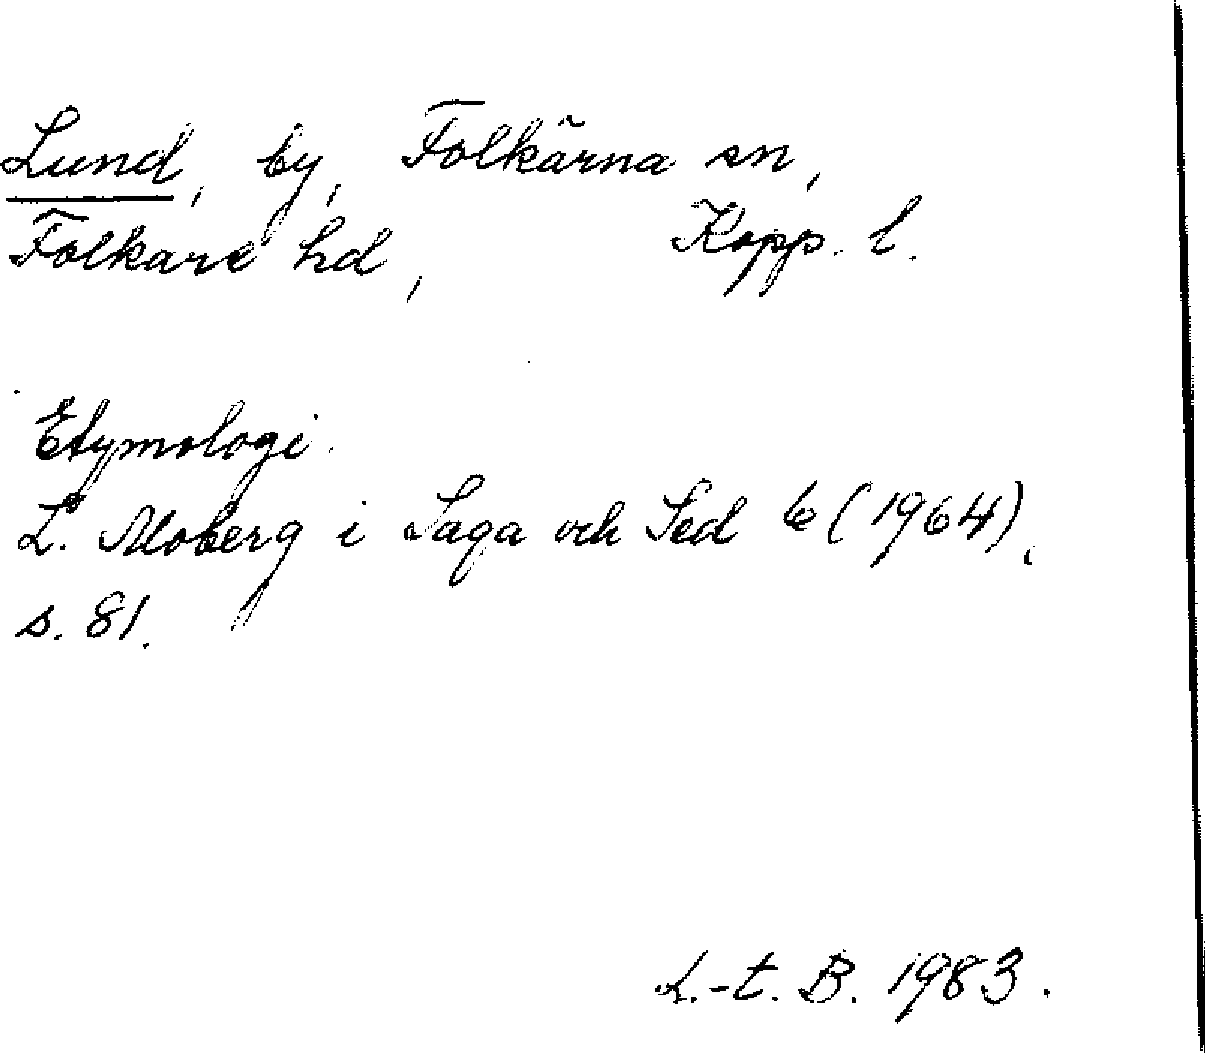 Lund, by, Folkärna sn,
Folkare hd, Kopp. l.
Etymologi.
L. Moberg i Saga och Sed 6 (1964),
s. 81.
L.-t. B. 1983.